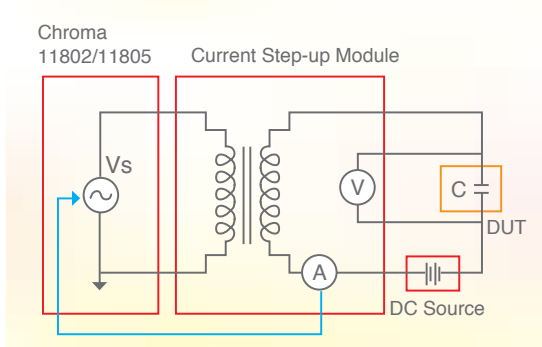 Chroma
11802/11805
Current Step-up Module
Vs
V
C
DUT
A
DC Source